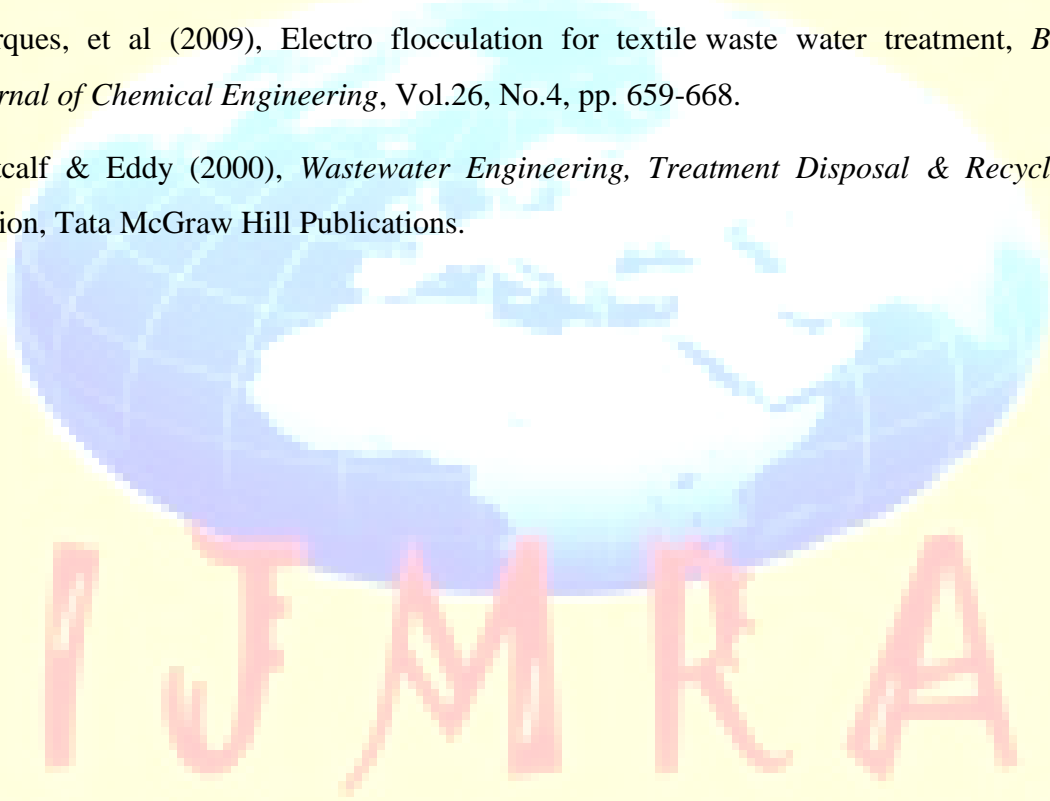 rques, et al (2009), Electro flocculation for textile waste water treatment, B
rnal of Chemical Engineering, Vol.26, No.4, pp. 659-668.
tcalf & Eddy (2000), Wastewater Engineering, Treatment Disposal & Recycl
tion, Tata McGraw Hill Publications.
IJMRA